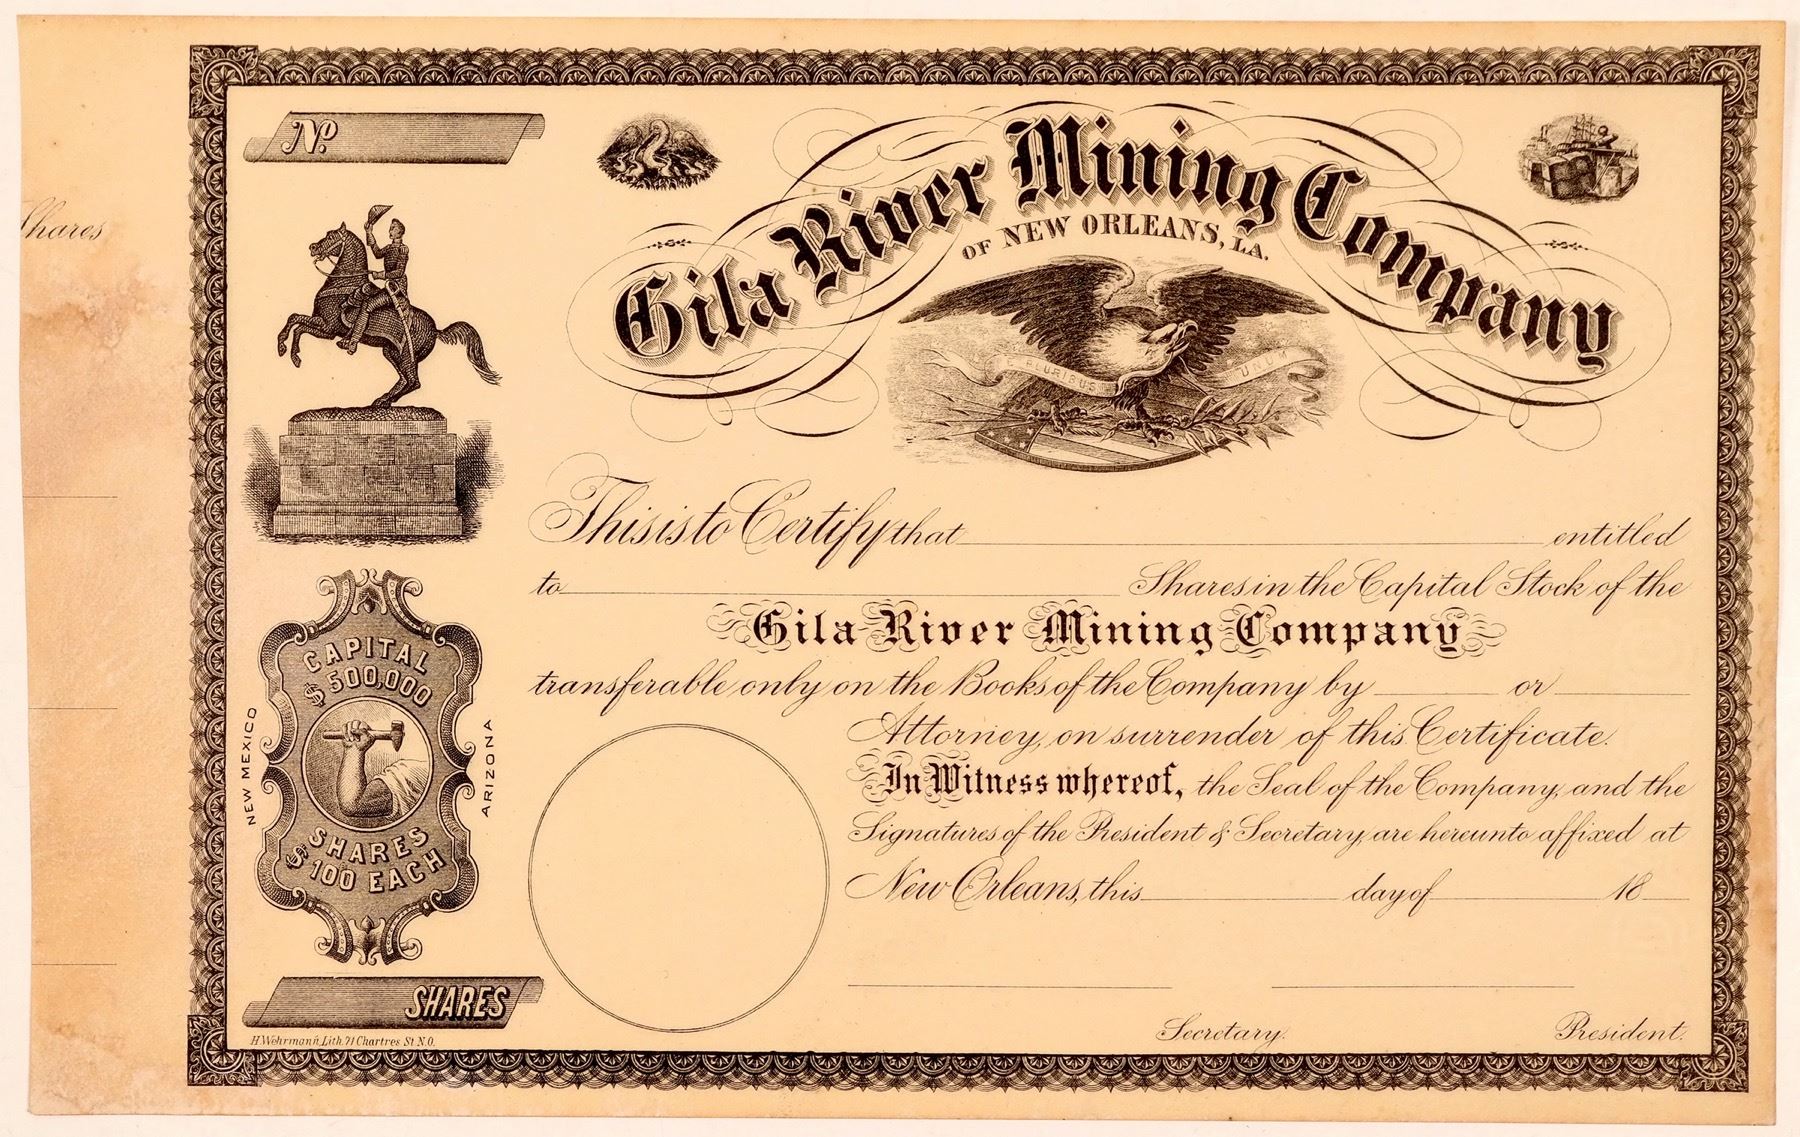 Shares
No.
Gila River Mining Company
OF NEW ORLEANS, LA.
PLURIBUS UNUM
This is to Certify that entitled
to Shares in the Capital Stock of the
Gila River Mining Company
transferable only on the Books of the Company by or
Attorney, on surrender of this Certificate.
In Witness whereof, the Seal of the Company, and the
Signatures of the President & Secretary, are hereunto affixed at
New Orleans, this day of 18
Secretary. President.
CAPITAL
$500,000
NEW MEXICO
ARIZONA
SHARES
$100 EACH
SHARES
H. Wehrmann, Lith. 71 Chartres St. N.O.